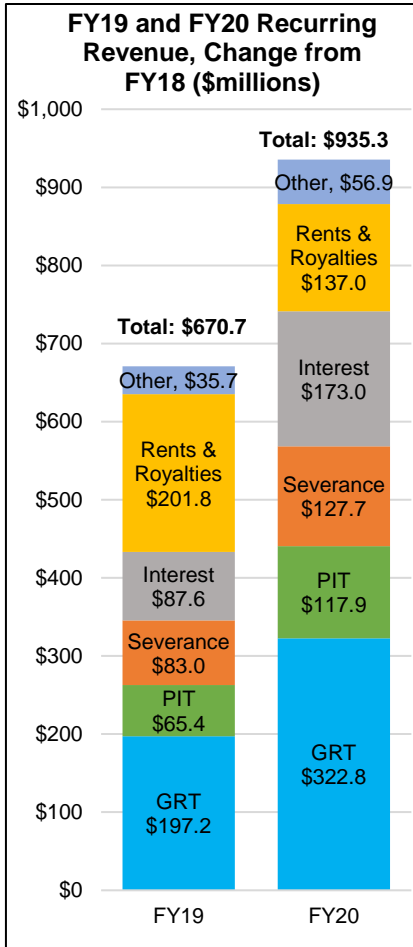 FY19 and FY20 Recurring
Revenue, Change from
FY18 ($millions)
$1,000
$900
$800
$700
$600
$500
$400
$300
$200
$100
$0
Total: $670.7
Other, $35.7
Rents &
Royalties
$201.8
Interest
$87.6
Severance
$83.0
PIT
$65.4
GRT
$197.2
FY19
Total: $935.3
Other, $56.9
Rents &
Royalties
$137.0
Interest
$173.0
Severance
$127.7
PIT
$117.9
GRT
$322.8
FY20